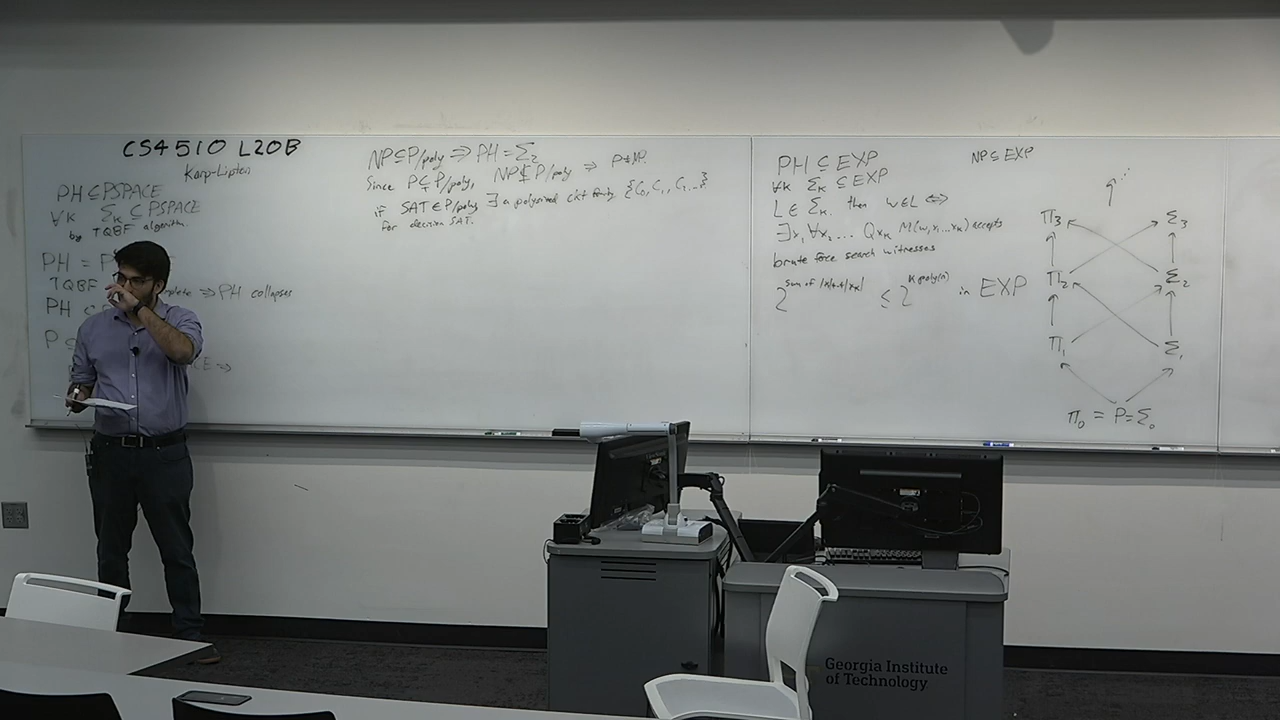 CS4510 L20B
Karp-Lipton
PH ⊆ PSPACE
∀k Σₖ ⊆ PSPACE
by TQBF algorithm.
PH = P
TQBF plete ⇒ PH collapses
PH ⊆
P ⊆
E ⇒
NP⊆P/poly ⇒ PH = Σ₂
Since P⊊P/poly, NP⊈P/poly ⇒ P≠NP.
if SAT∈P/poly ∃ a polysized ckt family {C₀, C₁, C₂...}
for decision SAT.
PH ⊆ EXP
∀k Σₖ ⊆ EXP
L ∈ Σₖ then w∈L ⇔
∃x₁ ∀x₂ ... Qxₖ M(w,x₁...xₖ) accepts
brute force search witnesses
2^sum of ≤ 2^k·poly(n) in EXP
NP ⊆ EXP
Π₃ Σ₃
Π₂ Σ₂
Π₁ Σ₁
Π₀ = P = Σ₀
Georgia Institute
of Technology